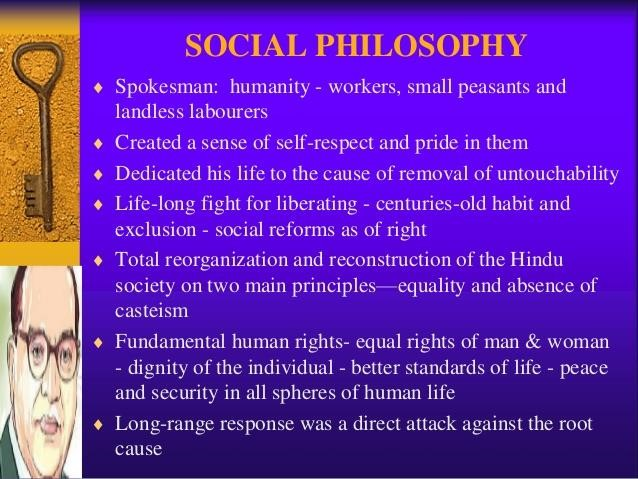 SOCIAL PHILOSOPHY
♦ Spokesman: humanity - workers, small peasants and
landless labourers
♦ Created a sense of self-respect and pride in them
♦ Dedicated his life to the cause of removal of untouchability
♦ Life-long fight for liberating - centuries-old habit and
exclusion - social reforms as of right
♦ Total reorganization and reconstruction of the Hindu
society on two main principles—equality and absence of
casteism
♦ Fundamental human rights- equal rights of man & woman
- dignity of the individual - better standards of life - peace
and security in all spheres of human life
♦ Long-range response was a direct attack against the root
cause